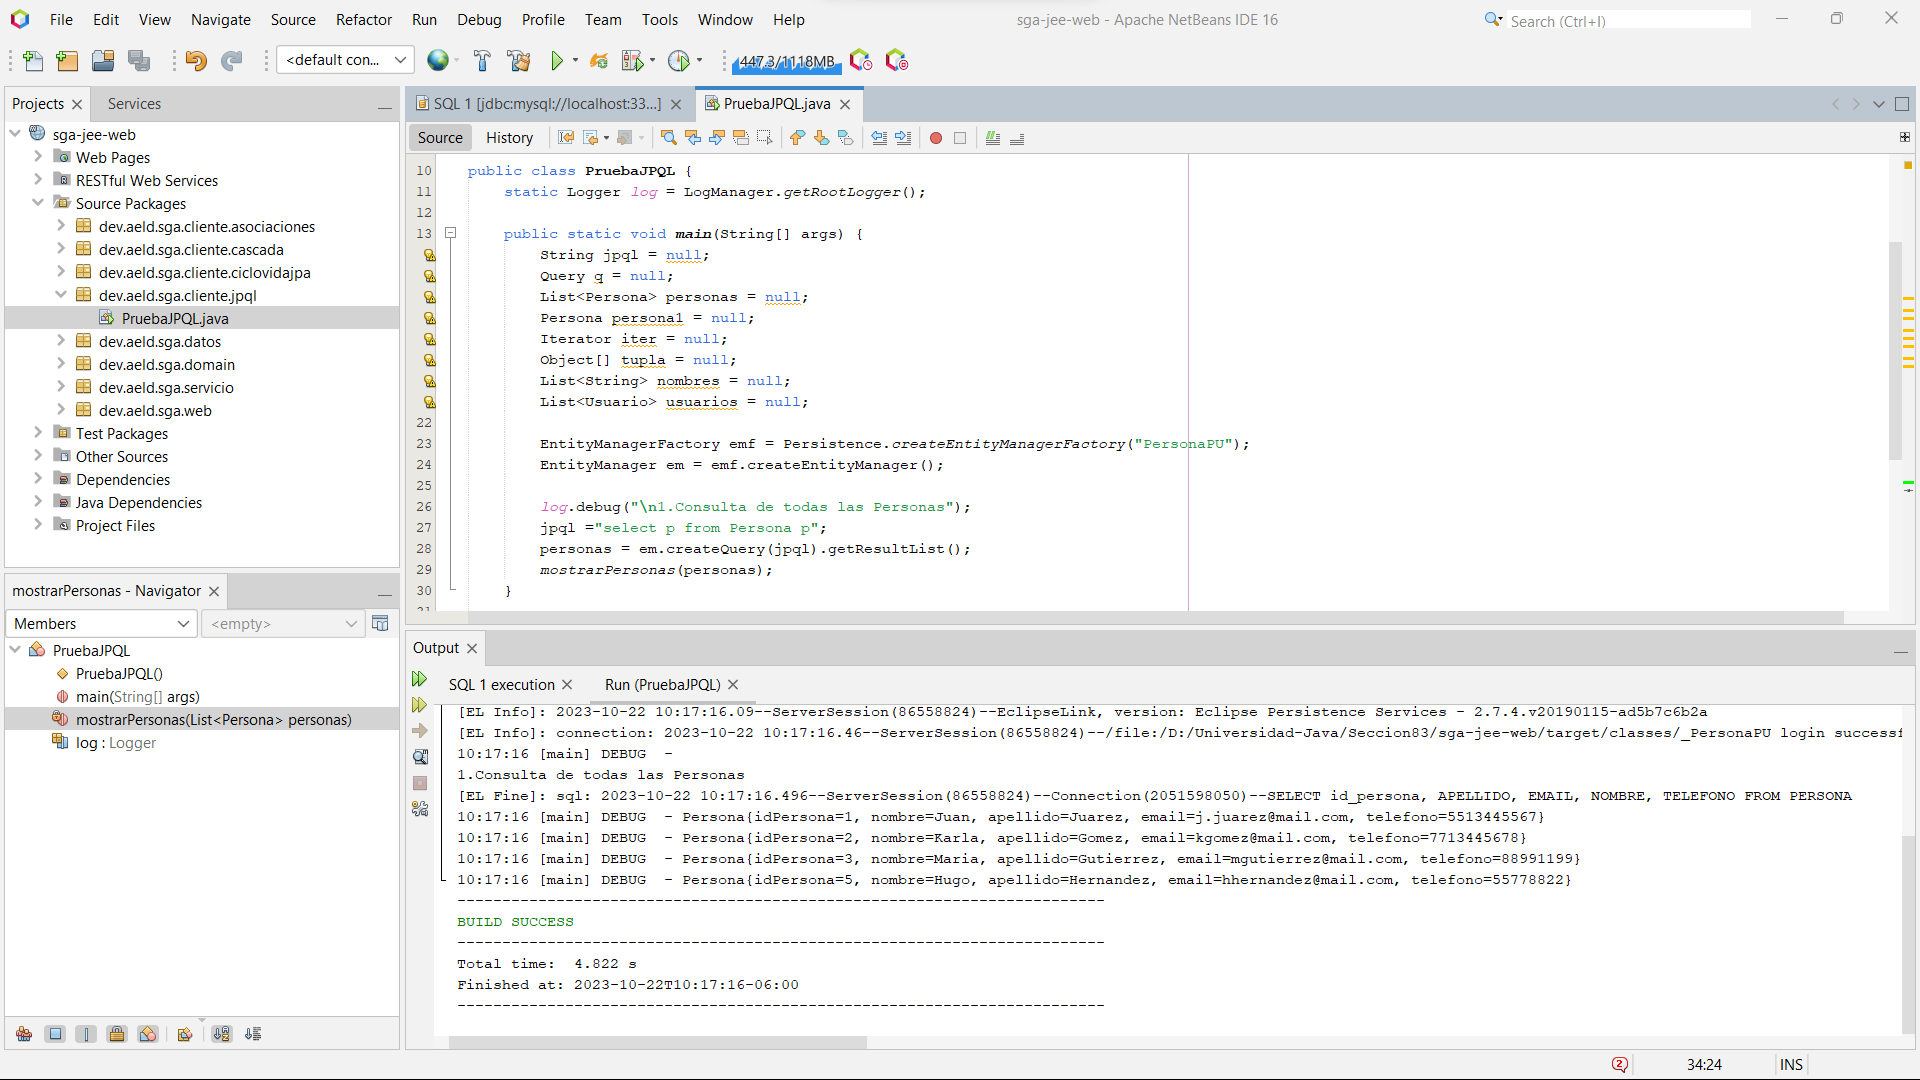 File Edit View Navigate Source Refactor Run Debug Profile Team Tools Window Help
sga-jee-web - Apache NetBeans IDE 16
Search (Ctrl+I)
<default con...
447.3/1118MB
Projects
Services
sga-jee-web
Web Pages
RESTful Web Services
Source Packages
dev.aeld.sga.cliente.asociaciones
dev.aeld.sga.cliente.cascada
dev.aeld.sga.cliente.ciclovidajpa
dev.aeld.sga.cliente.jpql
PruebaJPQL.java
dev.aeld.sga.datos
dev.aeld.sga.domain
dev.aeld.sga.servicio
dev.aeld.sga.web
Test Packages
Other Sources
Dependencies
Java Dependencies
Project Files
mostrarPersonas - Navigator
Members
<empty>
PruebaJPQL
PruebaJPQL()
main(String[] args)
mostrarPersonas(List<Persona> personas)
log : Logger
SQL 1 [jdbc:mysql://localhost:33...]
PruebaJPQL.java
Source History
10 public class PruebaJPQL {
11 static Logger log = LogManager.getRootLogger();
12
13 public static void main(String[] args) {
String jpql = null;
Query q = null;
List<Persona> personas = null;
Persona persona1 = null;
Iterator iter = null;
Object[] tupla = null;
List<String> nombres = null;
List<Usuario> usuarios = null;
22
23 EntityManagerFactory emf = Persistence.createEntityManagerFactory("PersonaPU");
24 EntityManager em = emf.createEntityManager();
25
26 log.debug("\n1.Consulta de todas las Personas");
27 jpql ="select p from Persona p";
28 personas = em.createQuery(jpql).getResultList();
29 mostrarPersonas(personas);
30 }
31
Output
SQL 1 execution
Run (PruebaJPQL)
[EL Info]: 2023-10-22 10:17:16.09--ServerSession(86558824)--EclipseLink, version: Eclipse Persistence Services - 2.7.4.v20190115-ad5b7c6b2a
[EL Info]: connection: 2023-10-22 10:17:16.46--ServerSession(86558824)--/file:/D:/Universidad-Java/Seccion83/sga-jee-web/target/classes/_PersonaPU login successf
10:17:16 [main] DEBUG  -
1.Consulta de todas las Personas
[EL Fine]: sql: 2023-10-22 10:17:16.496--ServerSession(86558824)--Connection(2051598050)--SELECT id_persona, APELLIDO, EMAIL, NOMBRE, TELEFONO FROM PERSONA
10:17:16 [main] DEBUG  - Persona{idPersona=1, nombre=Juan, apellido=Juarez, email=j.juarez@mail.com, telefono=5513445567}
10:17:16 [main] DEBUG  - Persona{idPersona=2, nombre=Karla, apellido=Gomez, email=kgomez@mail.com, telefono=7713445678}
10:17:16 [main] DEBUG  - Persona{idPersona=3, nombre=Maria, apellido=Gutierrez, email=mgutierrez@mail.com, telefono=88991199}
10:17:16 [main] DEBUG  - Persona{idPersona=5, nombre=Hugo, apellido=Hernandez, email=hhernandez@mail.com, telefono=55778822}
------------------------------------------------------------------------
BUILD SUCCESS
------------------------------------------------------------------------
Total time:  4.822 s
Finished at: 2023-10-22T10:17:16-06:00
------------------------------------------------------------------------
2
34:24
INS